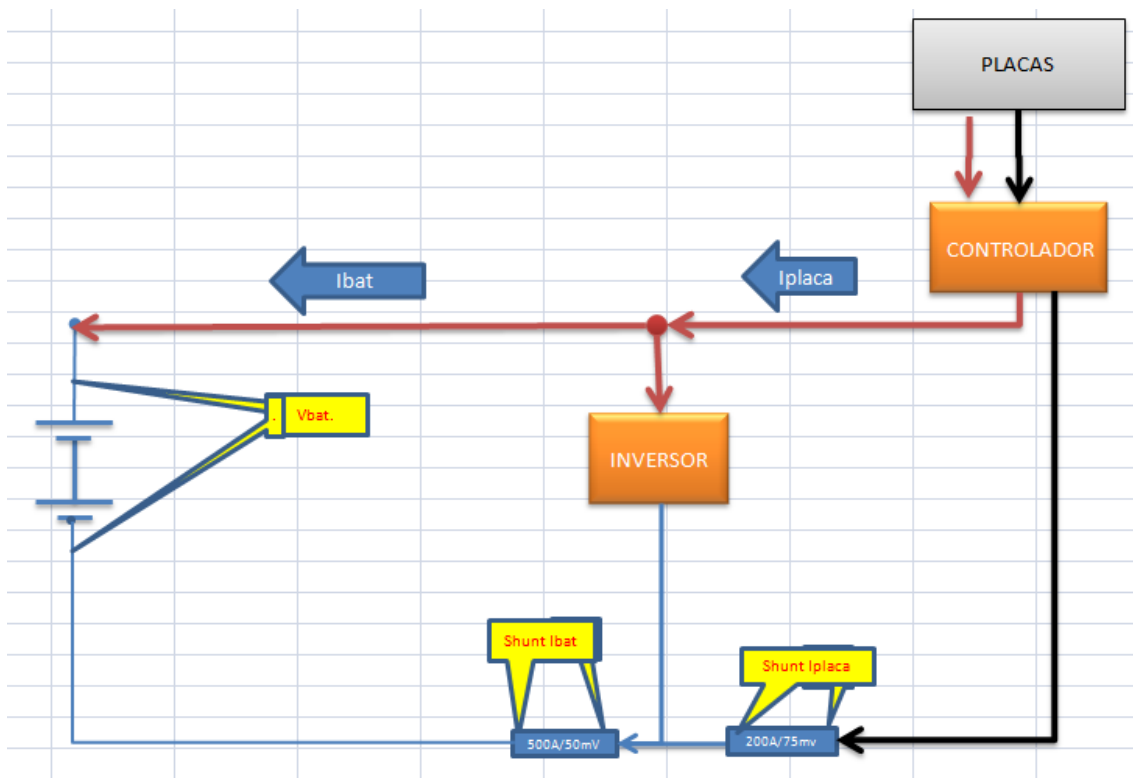 PLACAS
CONTROLADOR
Ibat
Iplaca
. Vbat.
INVERSOR
Shunt Ibat
Shunt Iplaca
500A/50mV
200A/75mv